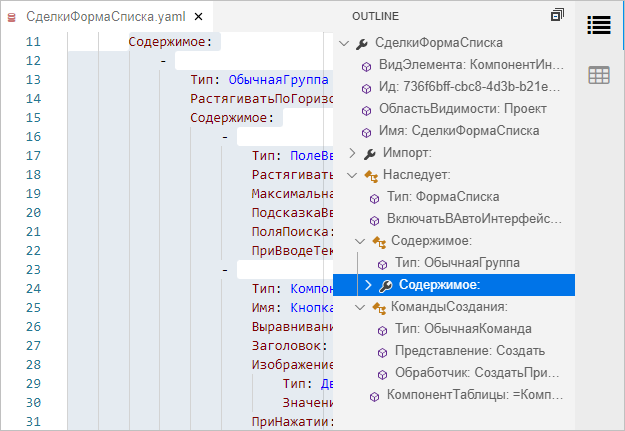 СделкиФормаСписка.yaml
11 Содержимое:
12 -
13 Тип: ОбычнаяГруппа
14 РастягиватьПоГоризо
15 Содержимое:
16 -
17 Тип: ПолеВв
18 Растягивать
19 Максимальна
20 ПодсказкаВв
21 ПоляПоиска:
22 ПриВводеТек
23 -
24 Тип: Компон
25 Имя: Кнопка
26 Выравнивани
27 Заголовок:
28 Изображение
29 Тип: Дв
30 Значени
31 ПриНажатии:
OUTLINE
СделкиФормаСписка
ВидЭлемента: КомпонентИн...
Ид: 736f6bff-cbc8-4d3b-b21e...
ОбластьВидимости: Проект
Имя: СделкиФормаСписка
Импорт:
Наследует:
Тип: ФормаСписка
ВключатьВАвтоИнтерфейс...
Содержимое:
Тип: ОбычнаяГруппа
Содержимое:
КомандыСоздания:
Тип: ОбычнаяКоманда
Представление: Создать
Обработчик: СоздатьПри...
КомпонентТаблицы: =Комп...